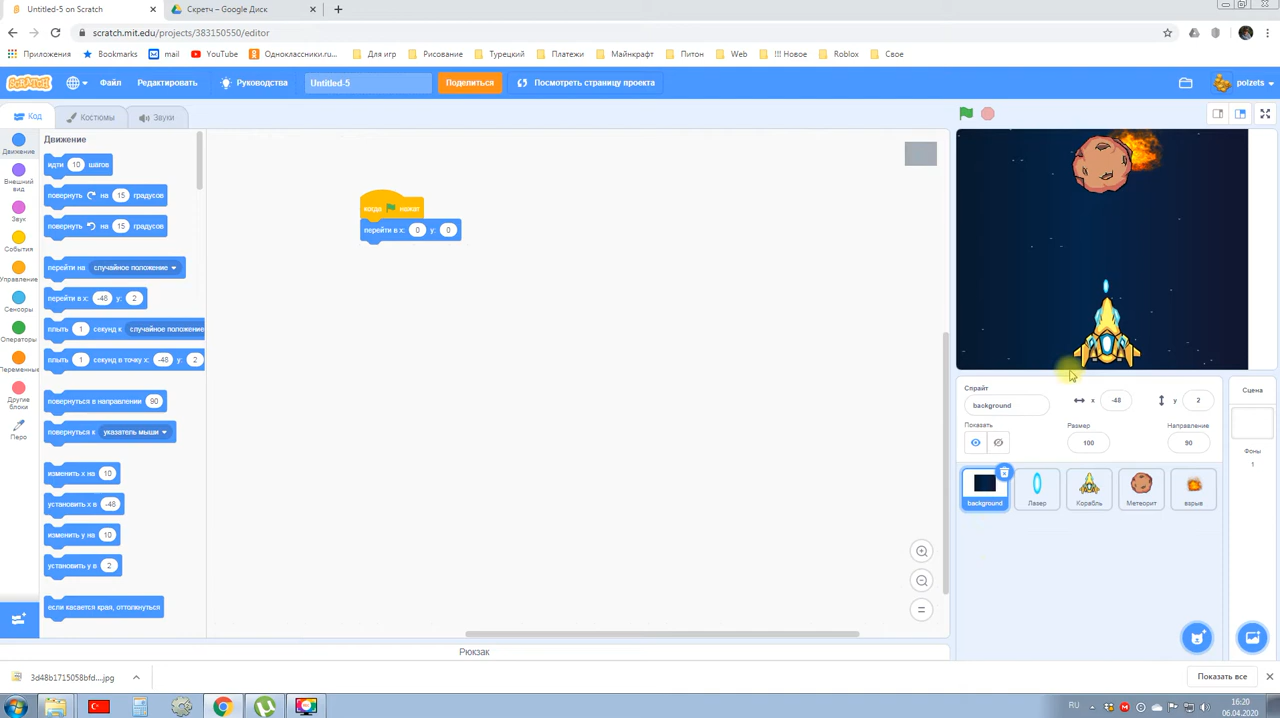 Untitled-5 on Scratch
Скретч – Google Диск
scratch.mit.edu/projects/383150550/editor
Приложения
Bookmarks
mail
YouTube
Одноклассники.ru...
Для игр
Рисование
Турецкий
Платежи
Майнкрафт
Питон
Web
!!! Новое
Roblox
Свое
SCRATCH
Файл
Редактировать
Руководства
Untitled-5
Поделиться
Посмотреть страницу проекта
polzets
Код
Костюмы
Звуки
Движение
Внешний вид
Звук
События
Управление
Сенсоры
Операторы
Переменные
Другие блоки
Перо
Движение
идти 10 шагов
повернуть на 15 градусов
повернуть на 15 градусов
перейти на случайное положение
перейти в x: -48 y: 2
плыть 1 секунд к случайное положение
плыть 1 секунд в точку x: -48 y: 2
повернуться в направлении 90
повернуться к указатель мыши
изменить x на 10
установить x в -48
изменить y на 10
установить y в 2
если касается края, оттолкнуться
когда нажат
перейти в x: 0 y: 0
Рюкзак
Спрайт
background
x -48
y 2
Показать
Размер
100
Направление
90
background
Лазер
Корабль
Метеорит
взрыв
Сцена
Фоны
1
3d48b1715058bfd....jpg
Показать все
RU
16:20
06.04.2020